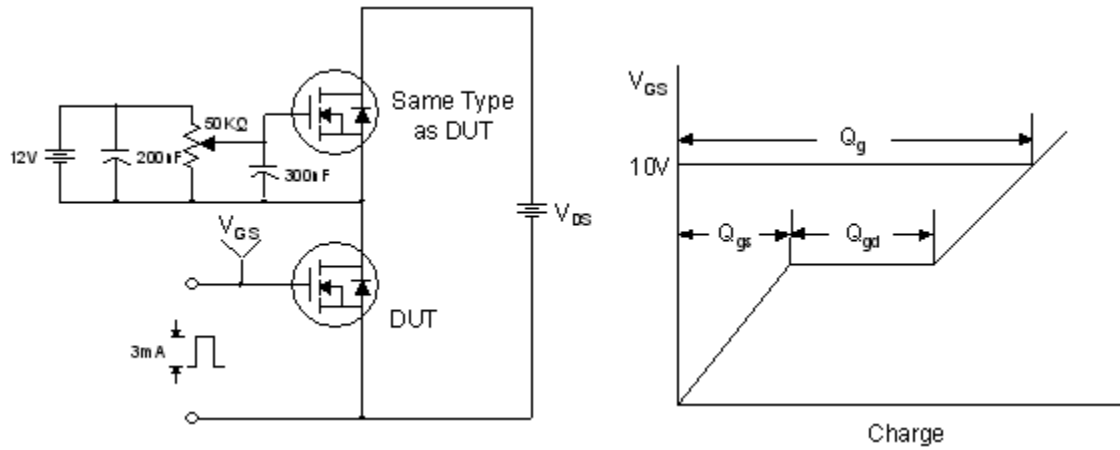 Same Type
as DUT
50KΩ
12V
200nF
300nF
V_GS
V_DS
DUT
3mA
V_GS
Q_g
10V
Q_gs
Q_gd
Charge